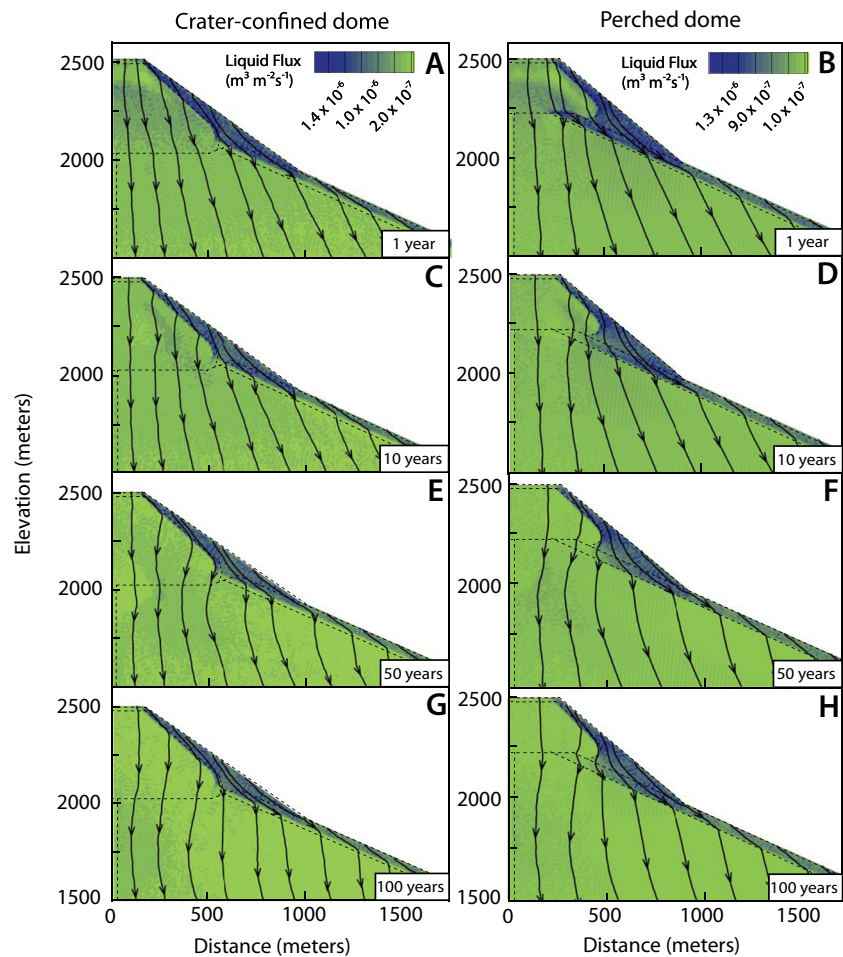 Crater-confined dome
Perched dome
Elevation (meters)
2500
2000
Liquid Flux
(m³ m⁻²s⁻¹)
1.4 x 10⁻⁶
1.0 x 10⁻⁶
2.0 x 10⁻⁷
A
1 year
2500
2000
Liquid Flux
(m³ m⁻²s⁻¹)
1.3 x 10⁻⁶
9.0 x 10⁻⁷
1.0 x 10⁻⁷
B
1 year
2500
2000
C
10 years
2500
2000
D
10 years
2500
2000
E
50 years
2500
2000
F
50 years
2500
2000
1500
G
100 years
2500
2000
1500
H
100 years
0 500 1000 1500
Distance (meters)
0 500 1000 1500
Distance (meters)